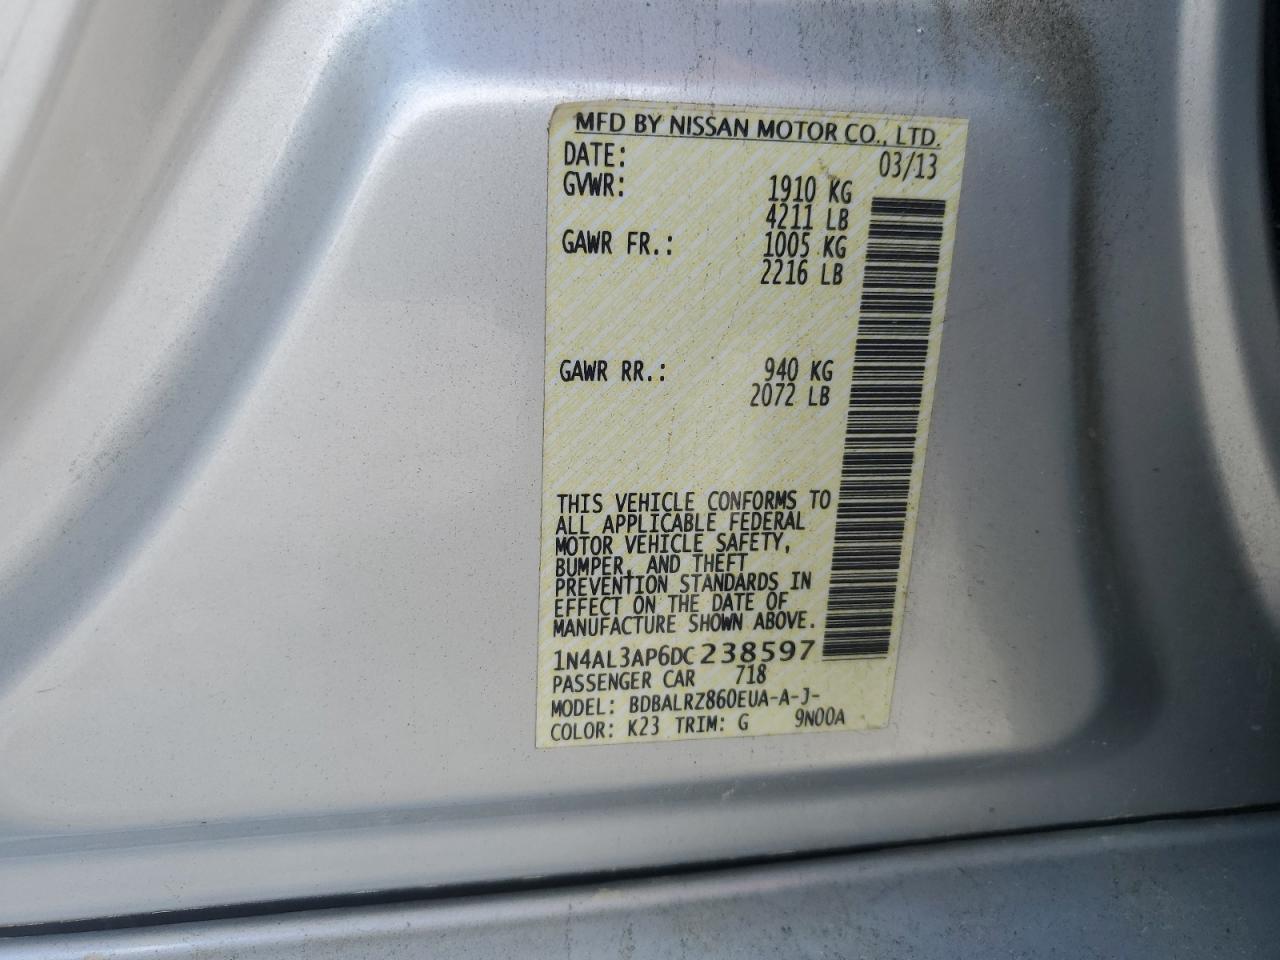 MFD BY NISSAN MOTOR CO., LTD.
DATE: 03/13
GVWR: 1910 KG
4211 LB
GAWR FR.: 1005 KG
2216 LB
GAWR RR.: 940 KG
2072 LB
THIS VEHICLE CONFORMS TO
ALL APPLICABLE FEDERAL
MOTOR VEHICLE SAFETY,
BUMPER, AND THEFT
PREVENTION STANDARDS IN
EFFECT ON THE DATE OF
MANUFACTURE SHOWN ABOVE.
1N4AL3AP6DC238597
PASSENGER CAR 718
MODEL: BDBALRZ860EUA-A-J-
COLOR: K23 TRIM: G 9N00A